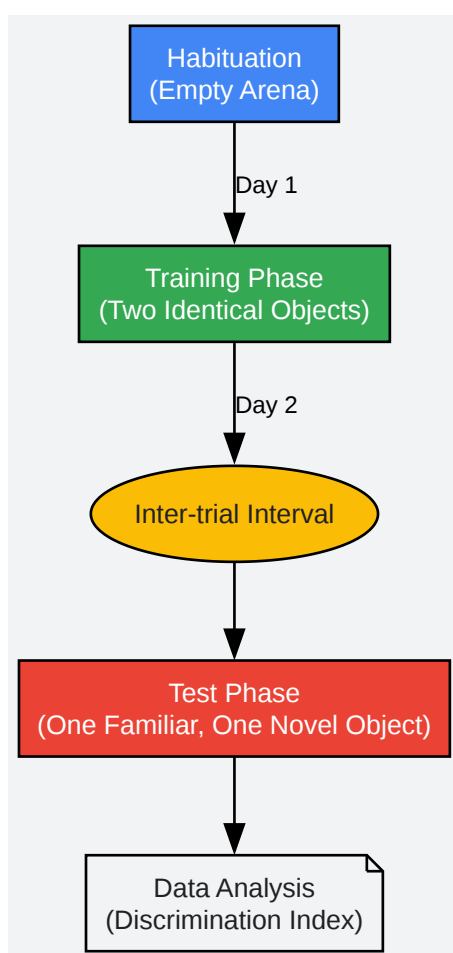 Habituation
(Empty Arena)
Day 1
Training Phase
(Two Identical Objects)
Day 2
Inter-trial Interval
Test Phase
(One Familiar, One Novel Object)
Data Analysis
(Discrimination Index)